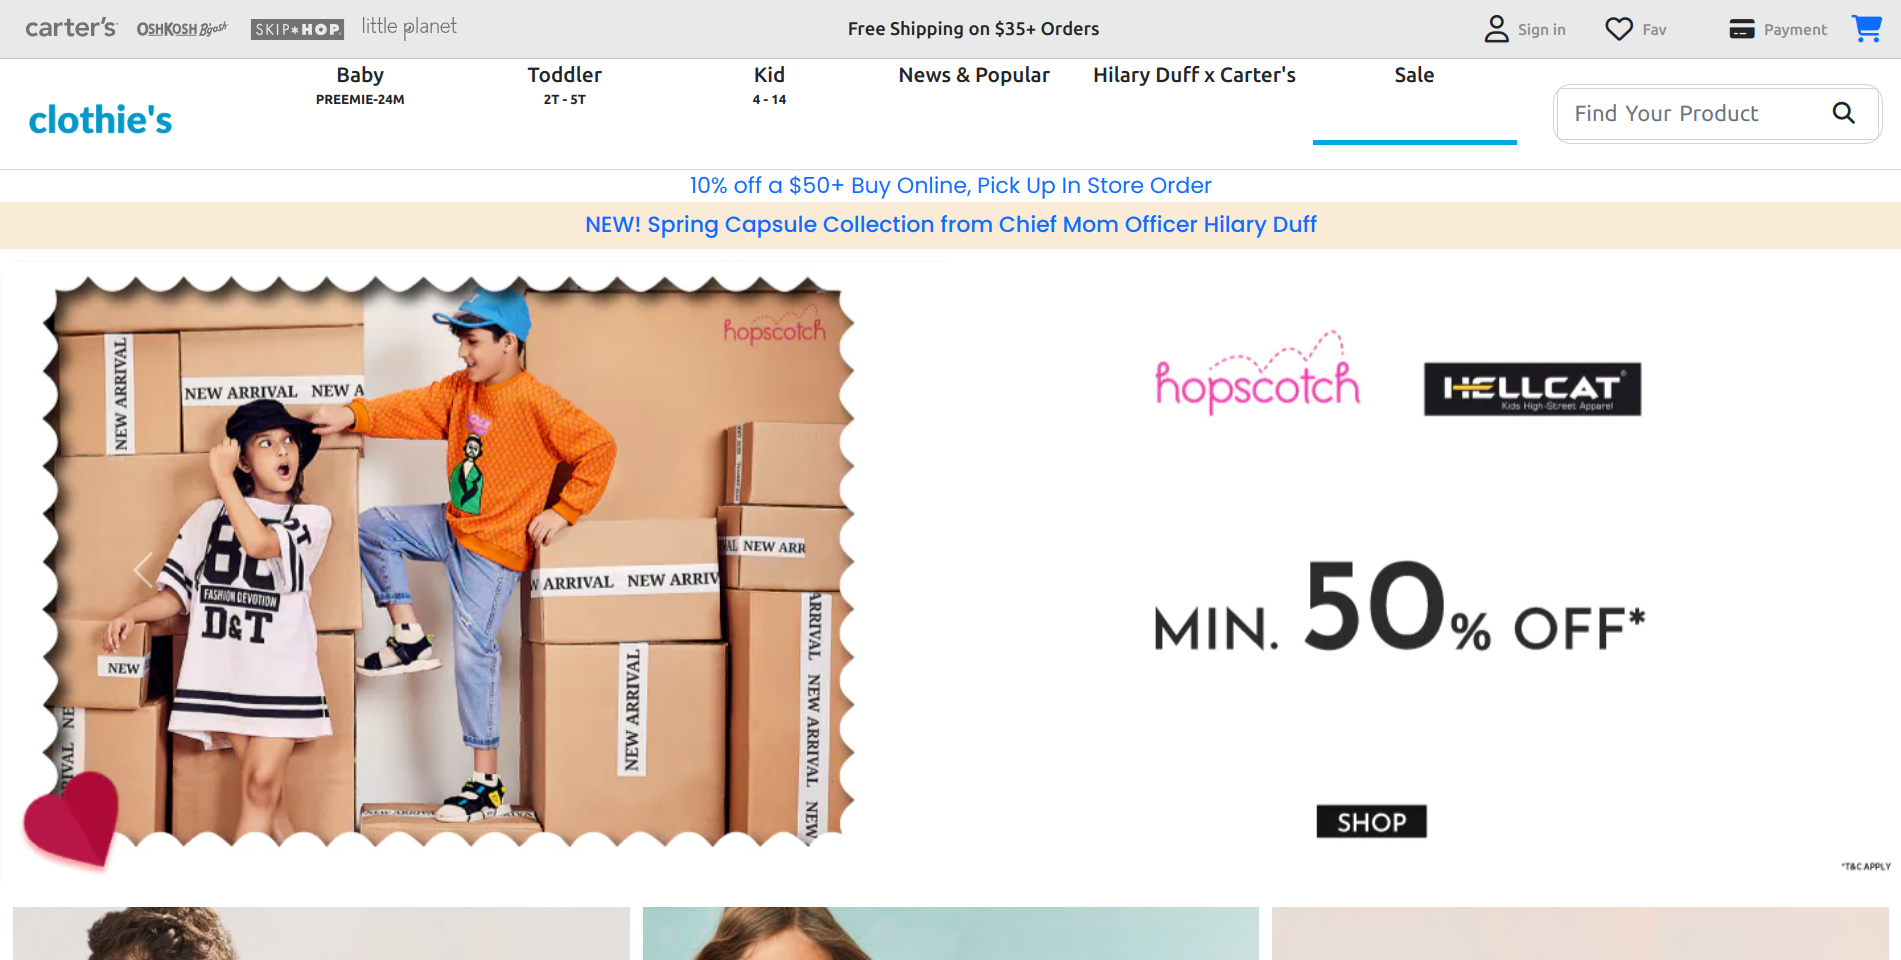 carter's OSHKOSH B'gosh SKIP*HOP little planet
Free Shipping on $35+ Orders
Sign in Fav Payment
Baby Toddler Kid News & Popular Hilary Duff x Carter's Sale
PREEMIE-24M 2T - 5T 4 - 14
clothie's
Find Your Product
10% off a $50+ Buy Online, Pick Up In Store Order
NEW! Spring Capsule Collection from Chief Mom Officer Hilary Duff
hopscotch
NEW ARRIVAL
NEW ARRIVAL NEW A
VAL NEW ARR
W ARRIVAL NEW ARRIV
80
FASHION DEVOTION
D&T
NEW
NEW ARRIVAL
ARRIVAL NEW ARRIVAL NEW
RIVAL NE
hopscotch HELLCAT
Kids High-Street Apparel
MIN. 50% OFF*
SHOP
*T&C APPLY